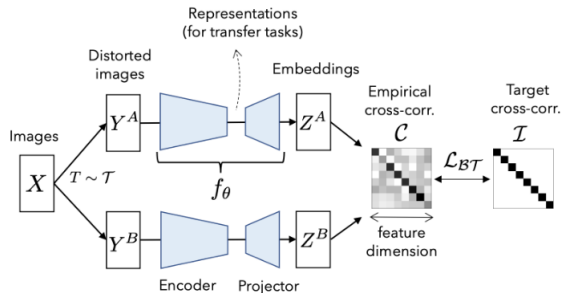 Representations
(for transfer tasks)
Distorted
images
Embeddings
Empirical
cross-corr.
Target
cross-corr.
Images
Y^A
Z^A
𝒞
ℐ
X
T ~ 𝒯
f_θ
ℒ_ℬ𝒯
Y^B
Z^B
feature
dimension
Encoder
Projector